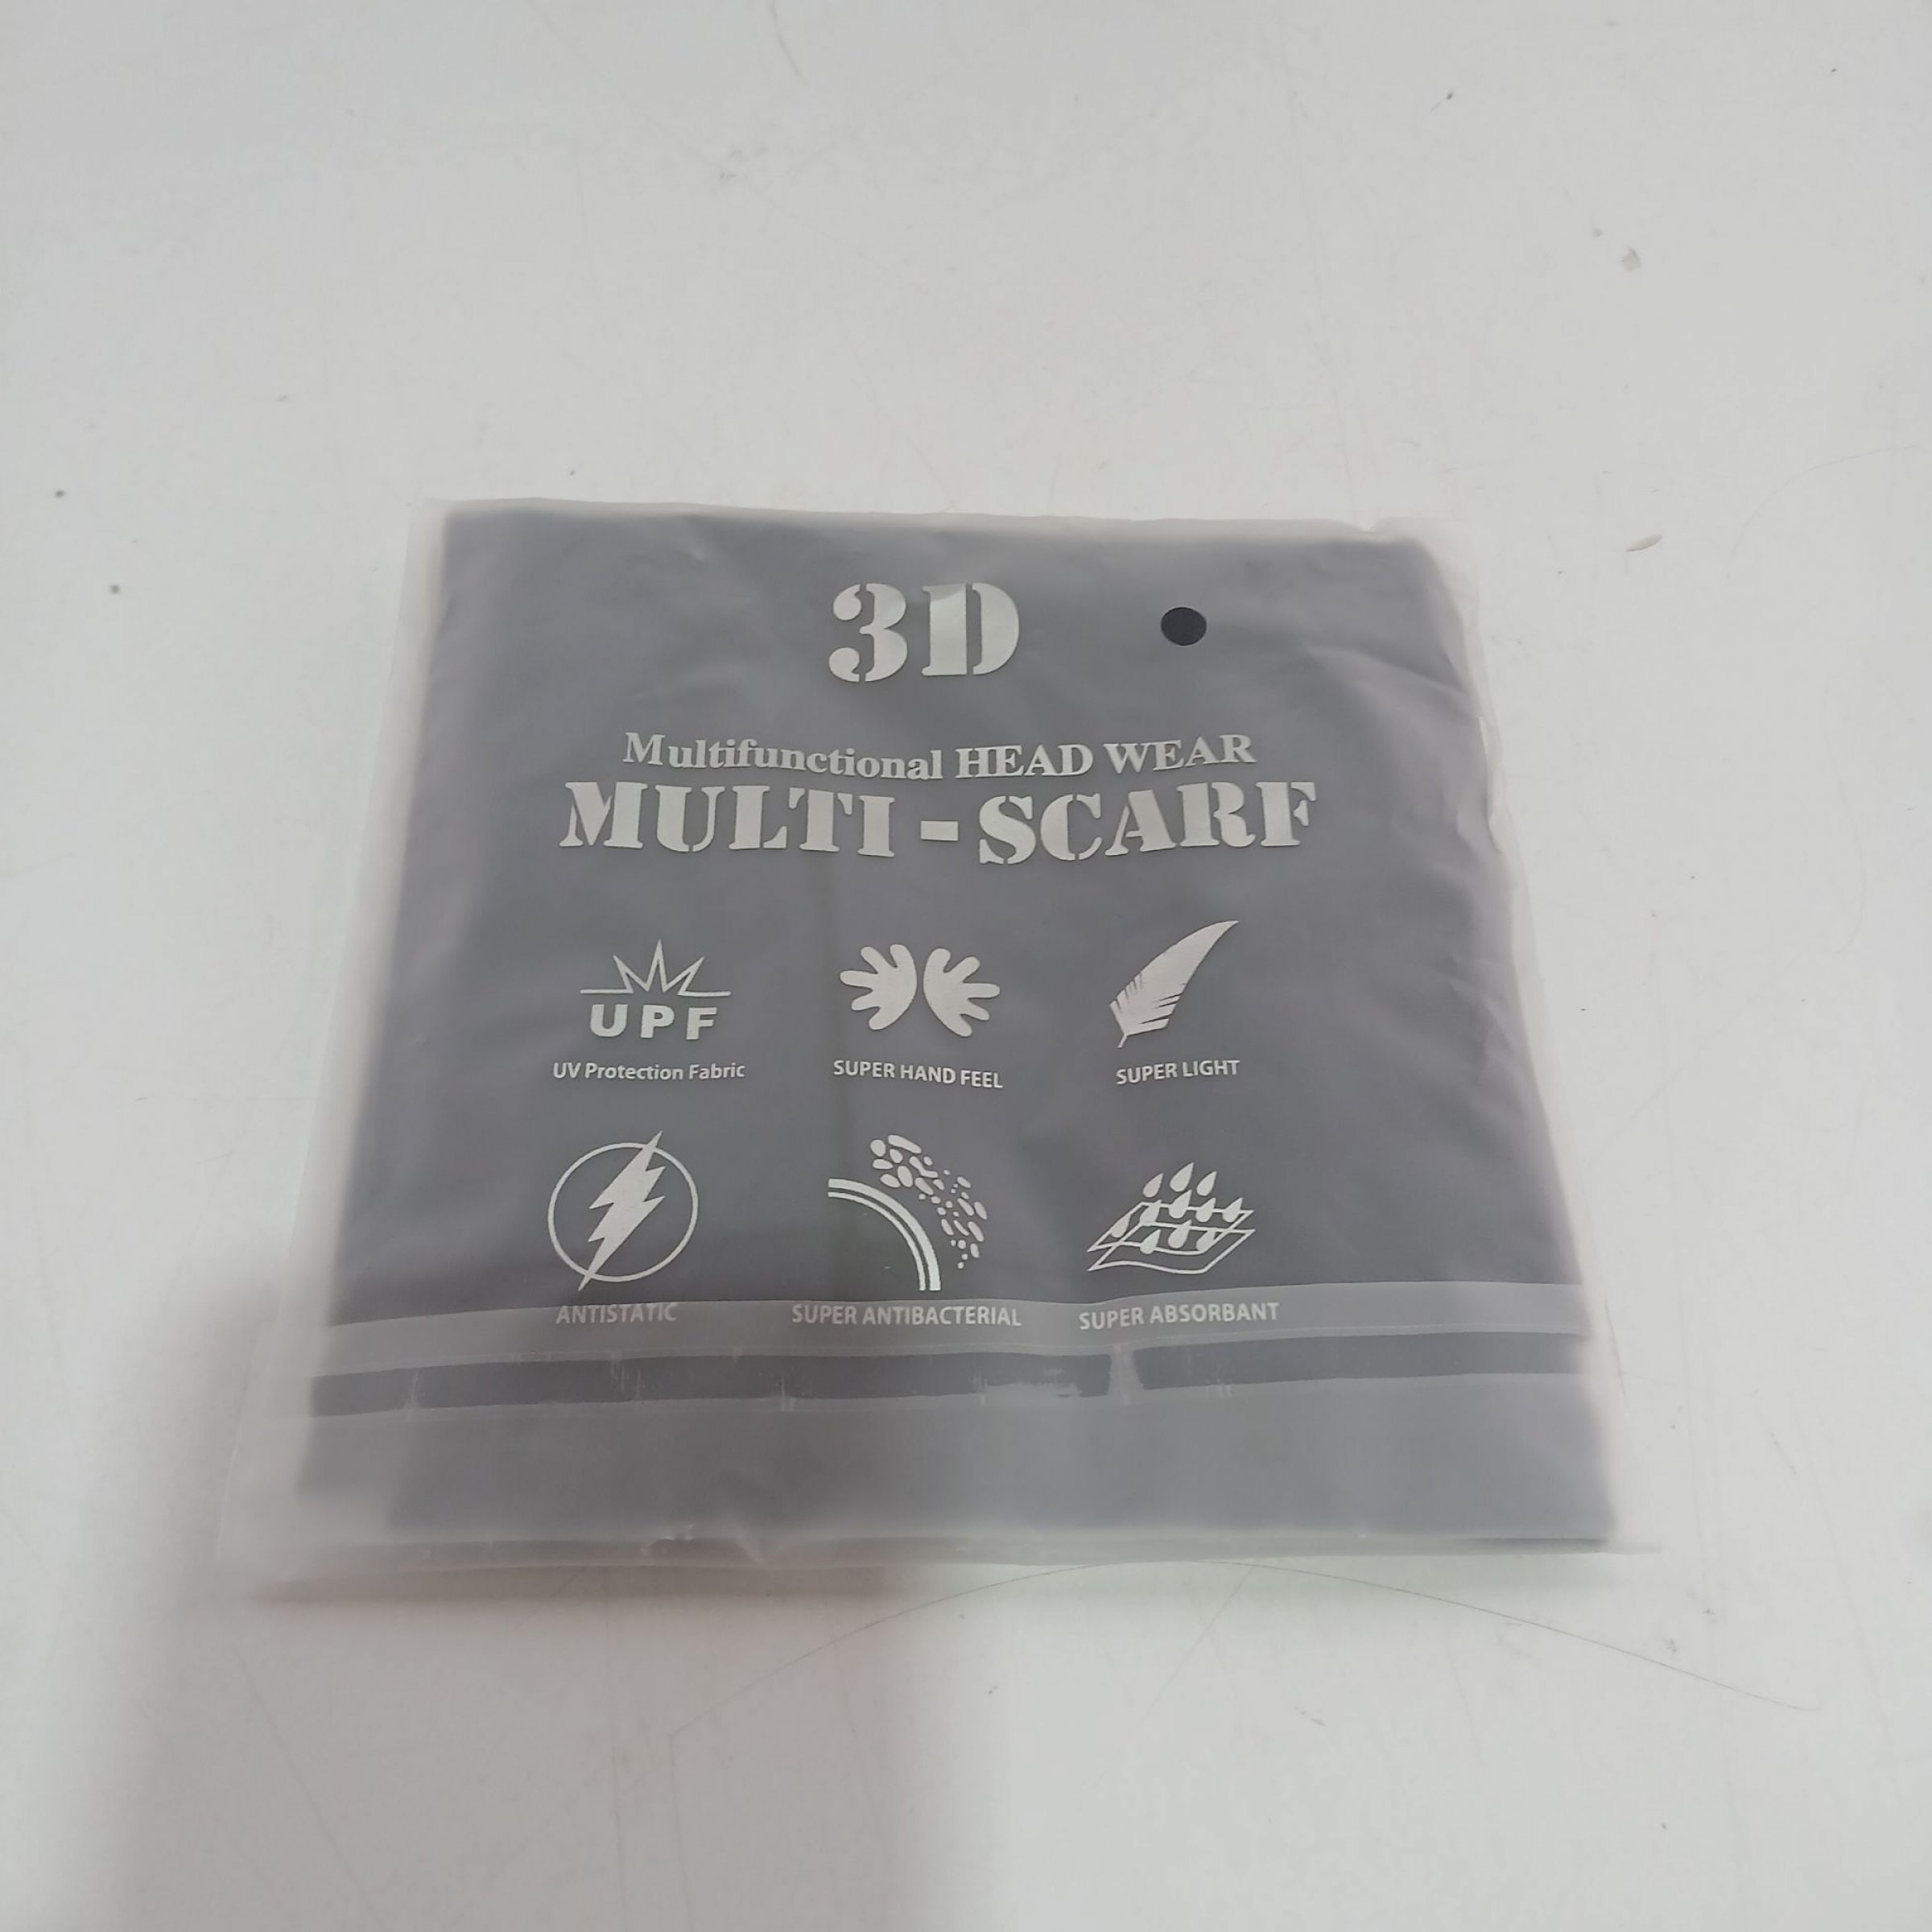 3D
Multifunctional HEAD WEAR
MULTI - SCARF
UPF
UV Protection Fabric
SUPER HAND FEEL
SUPER LIGHT
ANTISTATIC
SUPER ANTIBACTERIAL
SUPER ABSORBANT